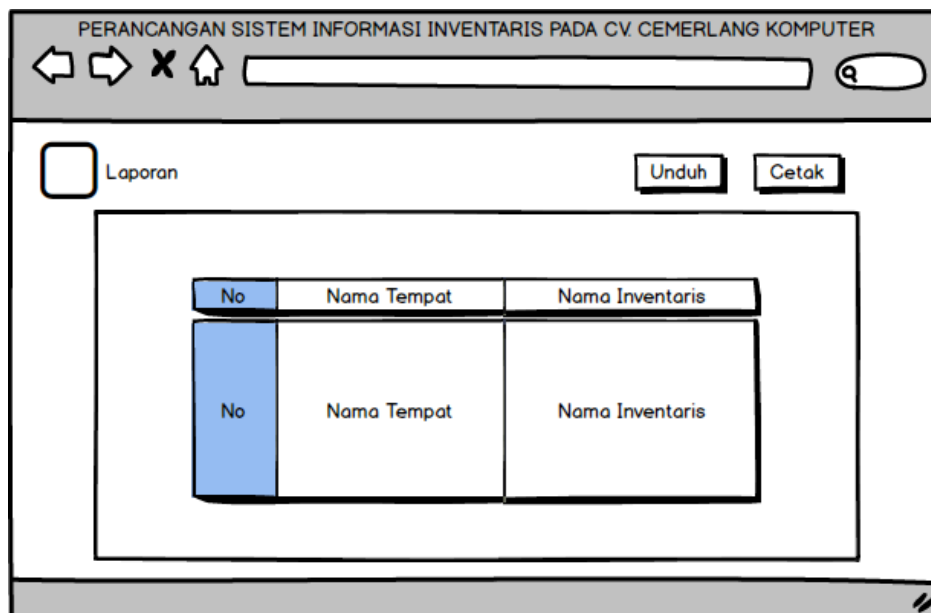 PERANCANGAN SISTEM INFORMASI INVENTARIS PADA CV. CEMERLANG KOMPUTER
Laporan
Unduh
Cetak
No Nama Tempat Nama Inventaris
No Nama Tempat Nama Inventaris